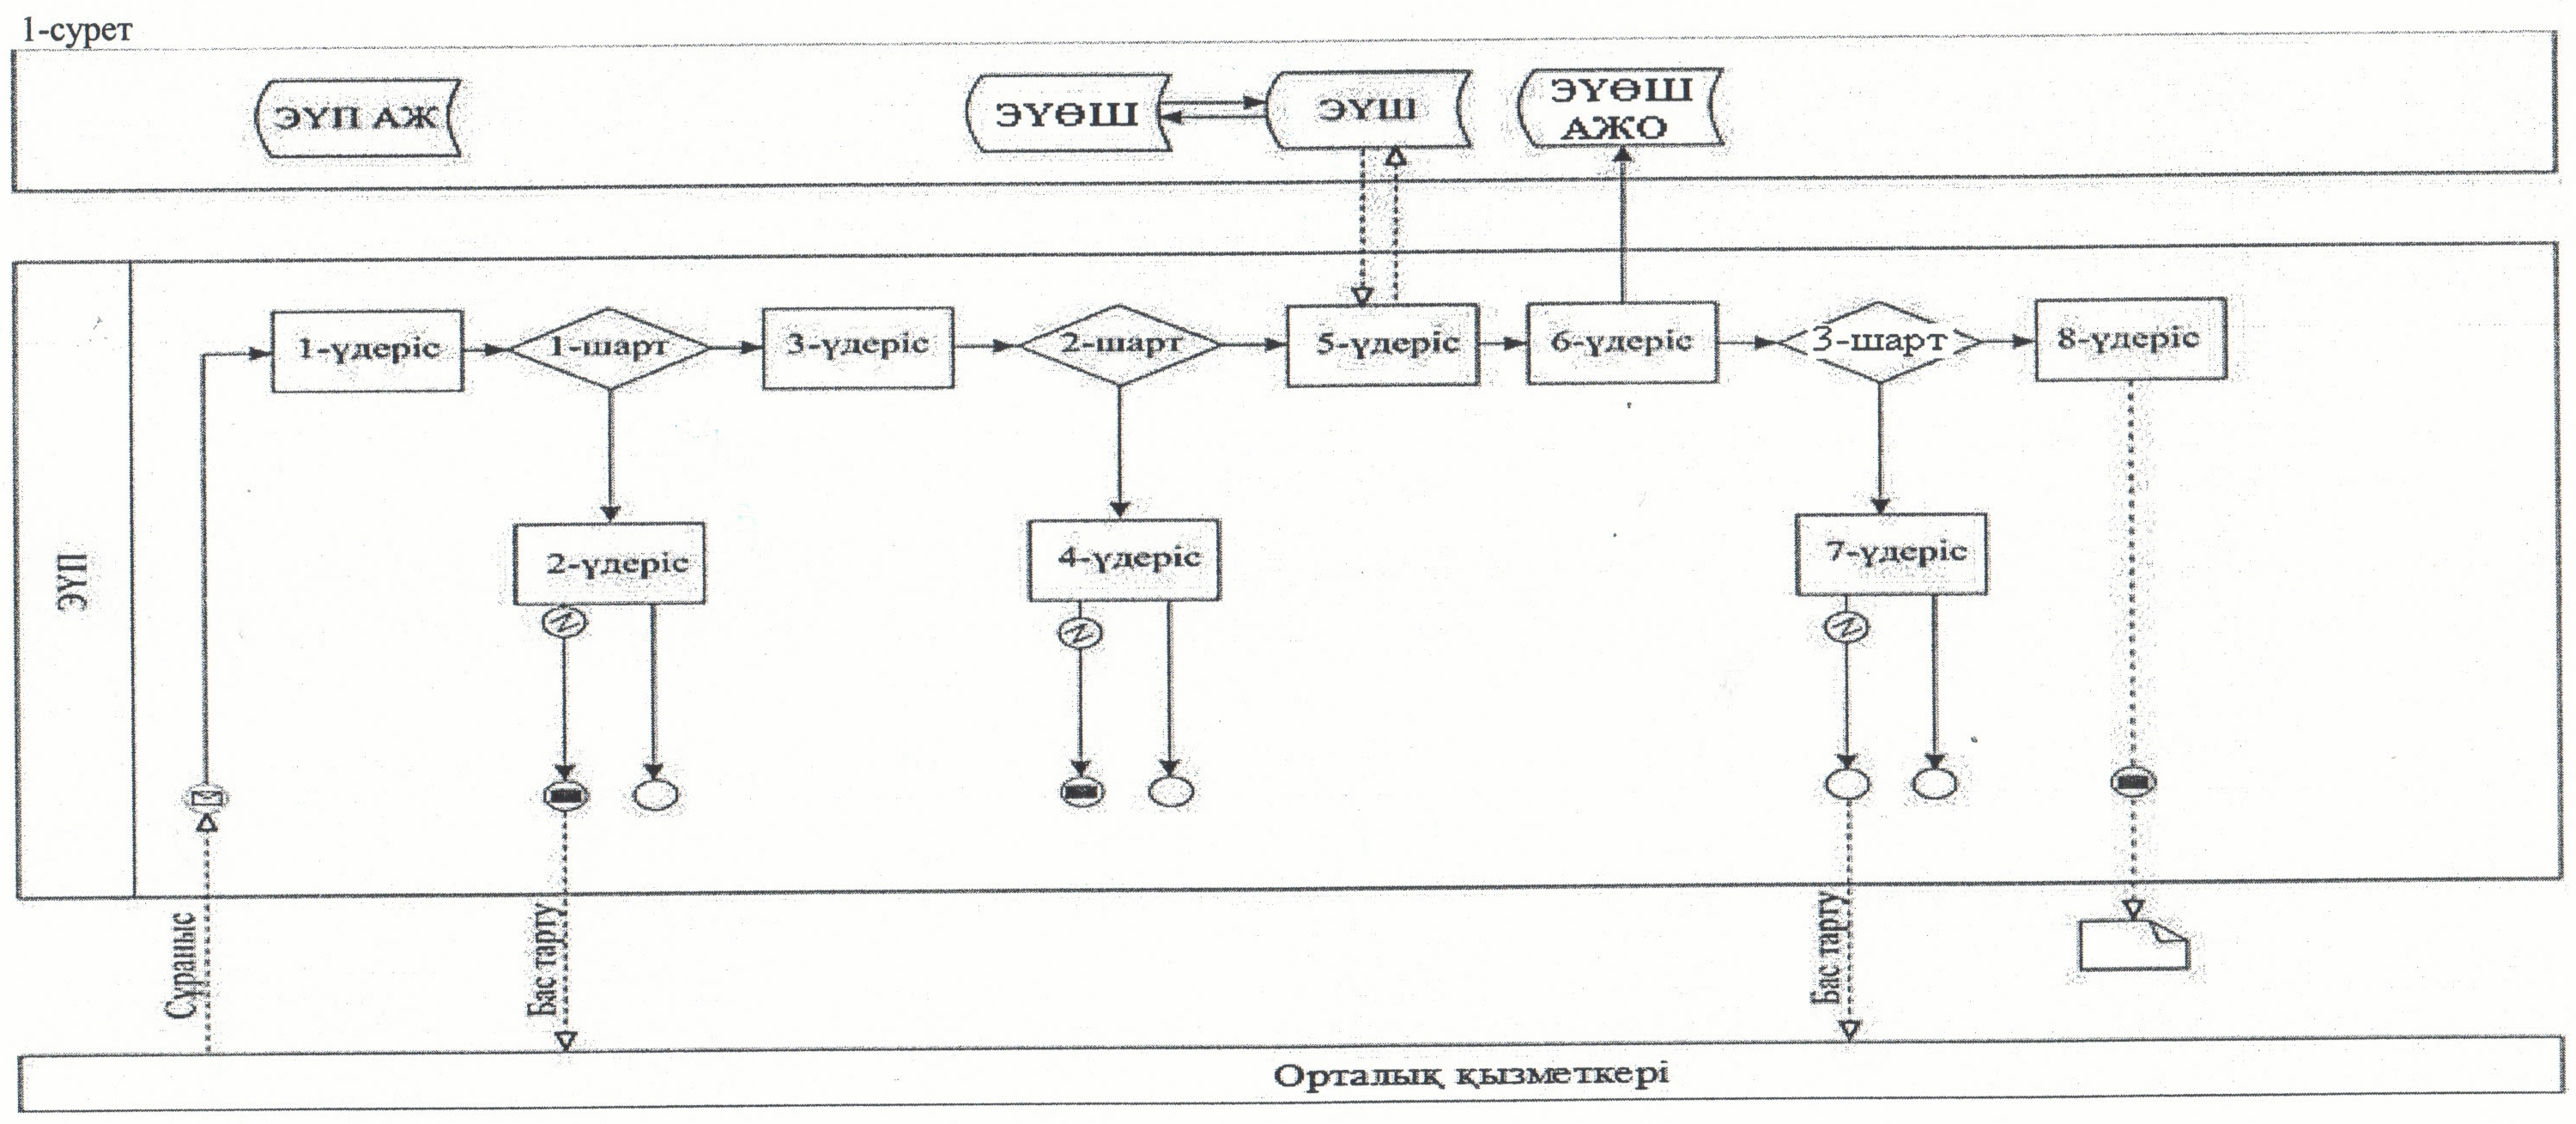 1-сурет
ЭҮП АЖ
ЭҮӨШ
ЭҮШ
ЭҮӨШ
АЖО
1-үдеріс
1-шарт
3-үдеріс
2-шарт
5-үдеріс
6-үдеріс
3-шарт
8-үдеріс
2-үдеріс
4-үдеріс
7-үдеріс
ЭҮП
Сұраныс
Бас тарту
Бас тарту
Орталық қызметкері